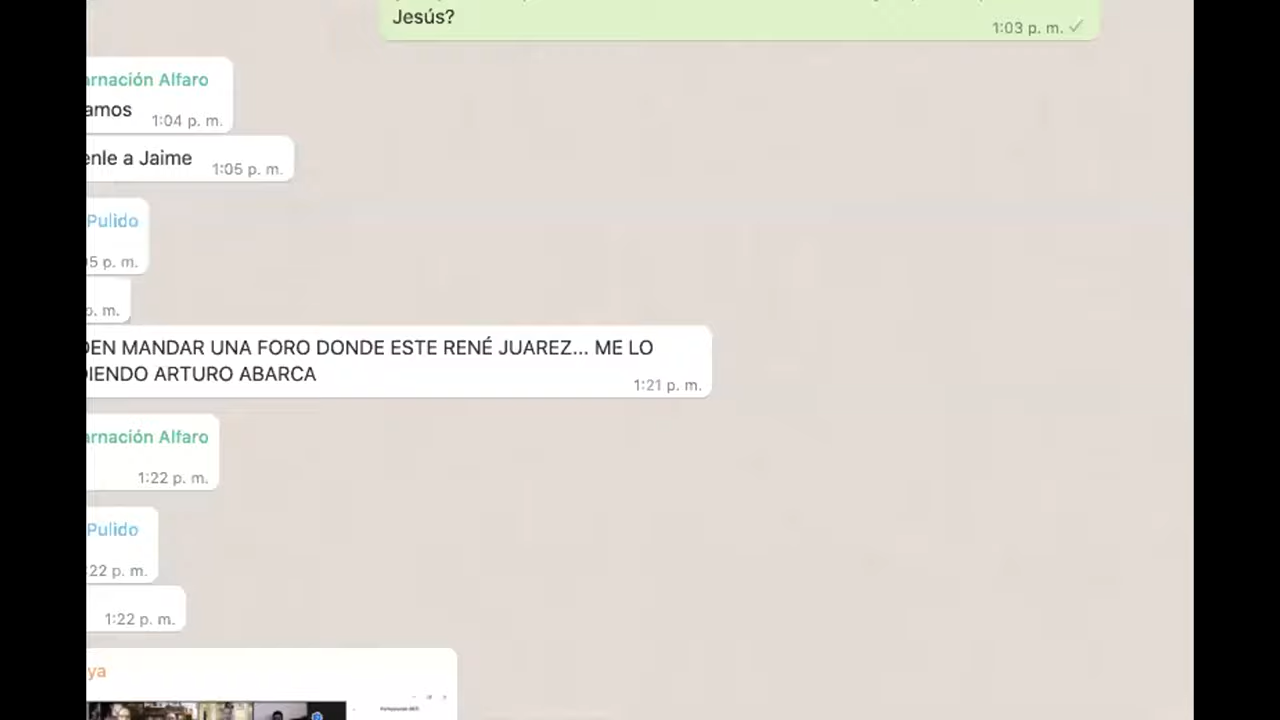 Jesús?
1:03 p. m.
arnación Alfaro
amos
1:04 p. m.
enle a Jaime
1:05 p. m.
Pulido
5 p. m.
p. m.
DEN MANDAR UNA FORO DONDE ESTE RENÉ JUAREZ... ME LO
DIENDO ARTURO ABARCA
1:21 p. m.
arnación Alfaro
1:22 p. m.
Pulido
22 p. m.
1:22 p. m.
ya